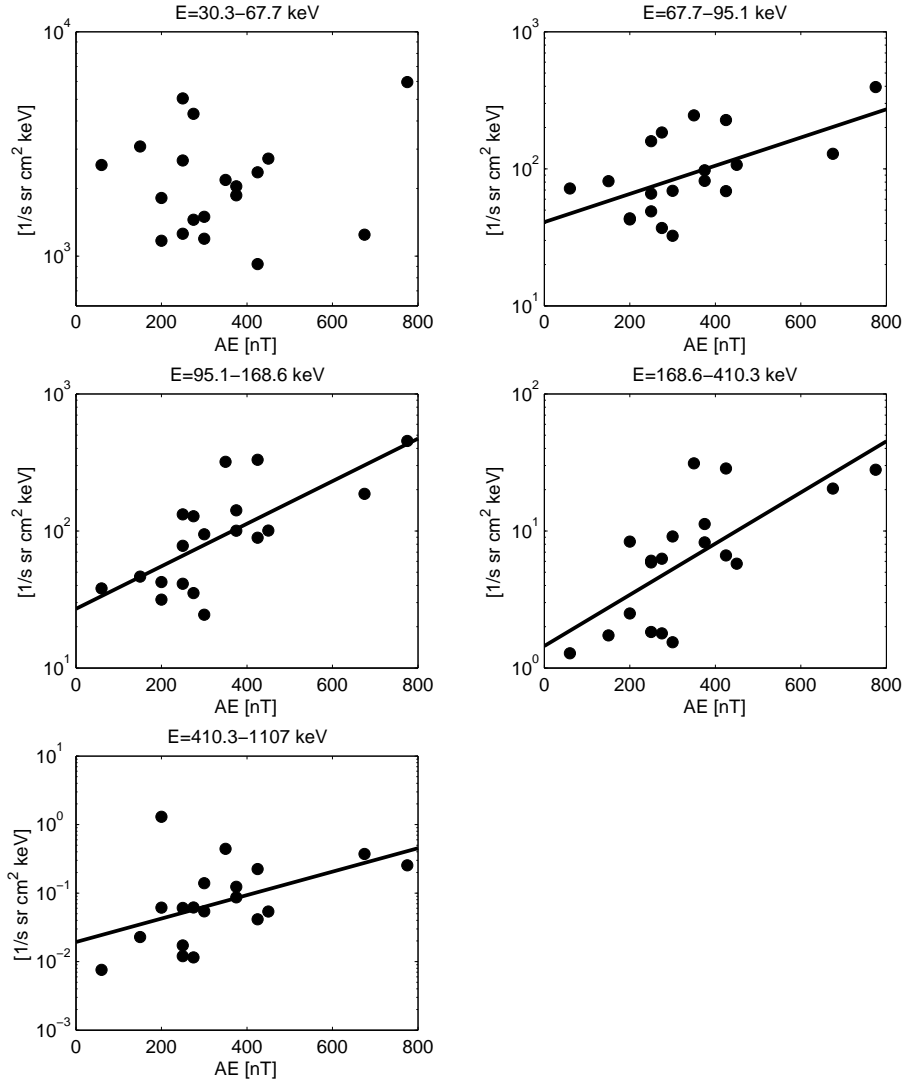 E=30.3−67.7 keV
10^4
10^3
[1/s sr cm^2 keV]
0 200 400 600 800
AE [nT]
E=67.7−95.1 keV
10^3
10^2
10^1
[1/s sr cm^2 keV]
0 200 400 600 800
AE [nT]
E=95.1−168.6 keV
10^3
10^2
10^1
[1/s sr cm^2 keV]
0 200 400 600 800
AE [nT]
E=168.6−410.3 keV
10^2
10^1
10^0
[1/s sr cm^2 keV]
0 200 400 600 800
AE [nT]
E=410.3−1107 keV
10^1
10^0
10^−1
10^−2
10^−3
[1/s sr cm^2 keV]
0 200 400 600 800
AE [nT]